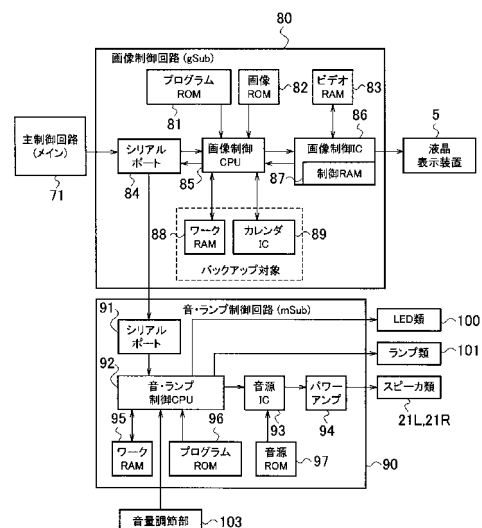 80
画像制御回路 (gSub)
プログラム
ROM
81
画像
ROM
82
ビデオ
RAM
83
86
主制御回路
(メイン)
71
シリアル
ポート
84
画像制御
CPU
85
画像制御IC
87
制御RAM
5
液晶
表示装置
88
ワーク
RAM
カレンダ
IC
89
バックアップ対象
91
シリアル
ポート
音・ランプ制御回路 (mSub)
LED類
100
ランプ類
101
92
音・ランプ
制御CPU
音源
IC
93
パワー
アンプ
94
スピーカ類
21L,21R
95
ワーク
RAM
96
プログラム
ROM
音源
ROM
97
90
音量調節部
103